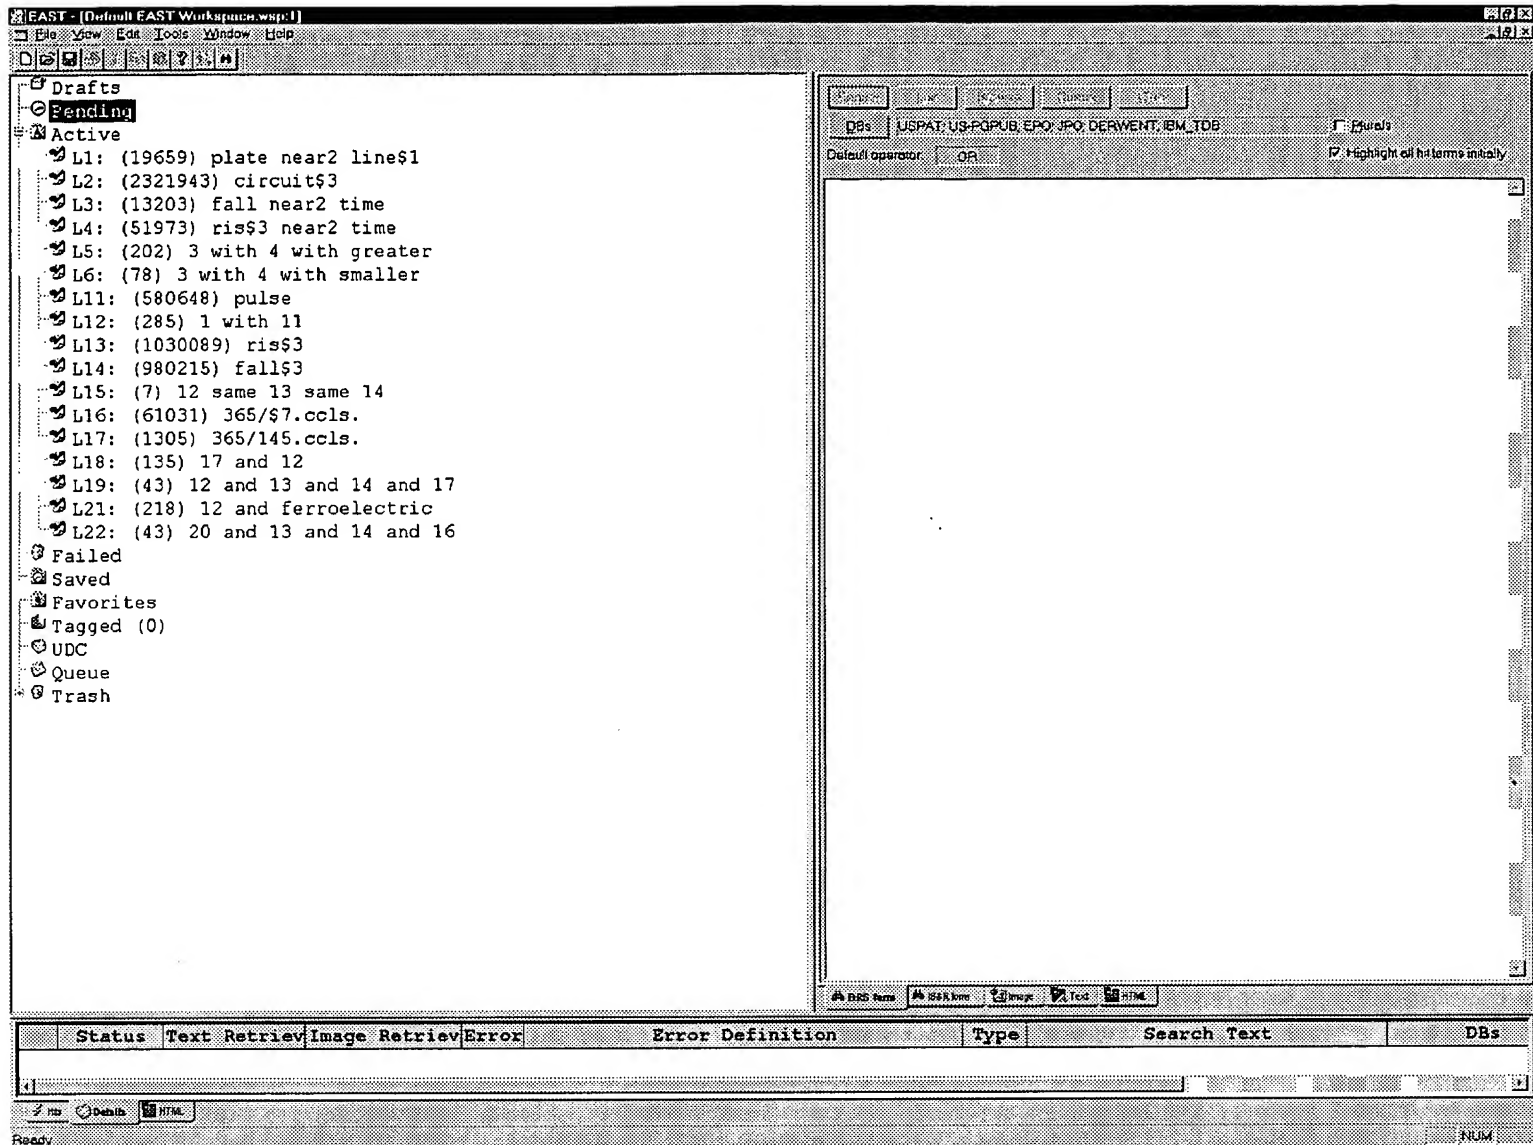 EAST - [Default EAST Workspace.wsp:1]
File View Edit Tools Window Help
Drafts
Pending
Active
L1: (19659) plate near2 line$1
L2: (2321943) circuit$3
L3: (13203) fall near2 time
L4: (51973) ris$3 near2 time
L5: (202) 3 with 4 with greater
L6: (78) 3 with 4 with smaller
L11: (580648) pulse
L12: (285) 1 with 11
L13: (1030089) ris$3
L14: (980215) fall$3
L15: (7) 12 same 13 same 14
L16: (61031) 365/$7.ccls.
L17: (1305) 365/145.ccls.
L18: (135) 17 and 12
L19: (43) 12 and 13 and 14 and 17
L21: (218) 12 and ferroelectric
L22: (43) 20 and 13 and 14 and 16
Failed
Saved
Favorites
Tagged (0)
UDC
Queue
Trash
DBs USPAT; US-PGPUB; EPO; JPO; DERWENT; IBM_TDB Plurals
Default operator: OR Highlight all hit terms initially
BRS form IS&R form Image Text HTML
Status Text Retriev Image Retriev Error Error Definition Type Search Text DBs
Hits Details HTML
Ready NUM